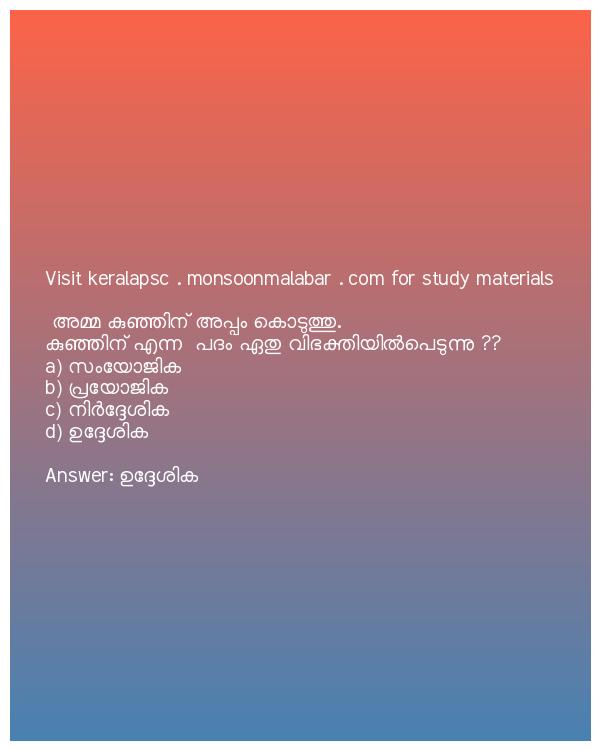 Visit keralapsc . monsoonmalabar . com for study materials
അമ്മ കുഞ്ഞിന് അപ്പം കൊടുത്തു.
കുഞ്ഞിന് എന്ന  പദം ഏതു വിഭക്തിയിൽപെടുന്നു ??
a) സംയോജിക
b) പ്രയോജിക
c) നിർദ്ദേശിക
d) ഉദ്ദേശിക
Answer: ഉദ്ദേശിക